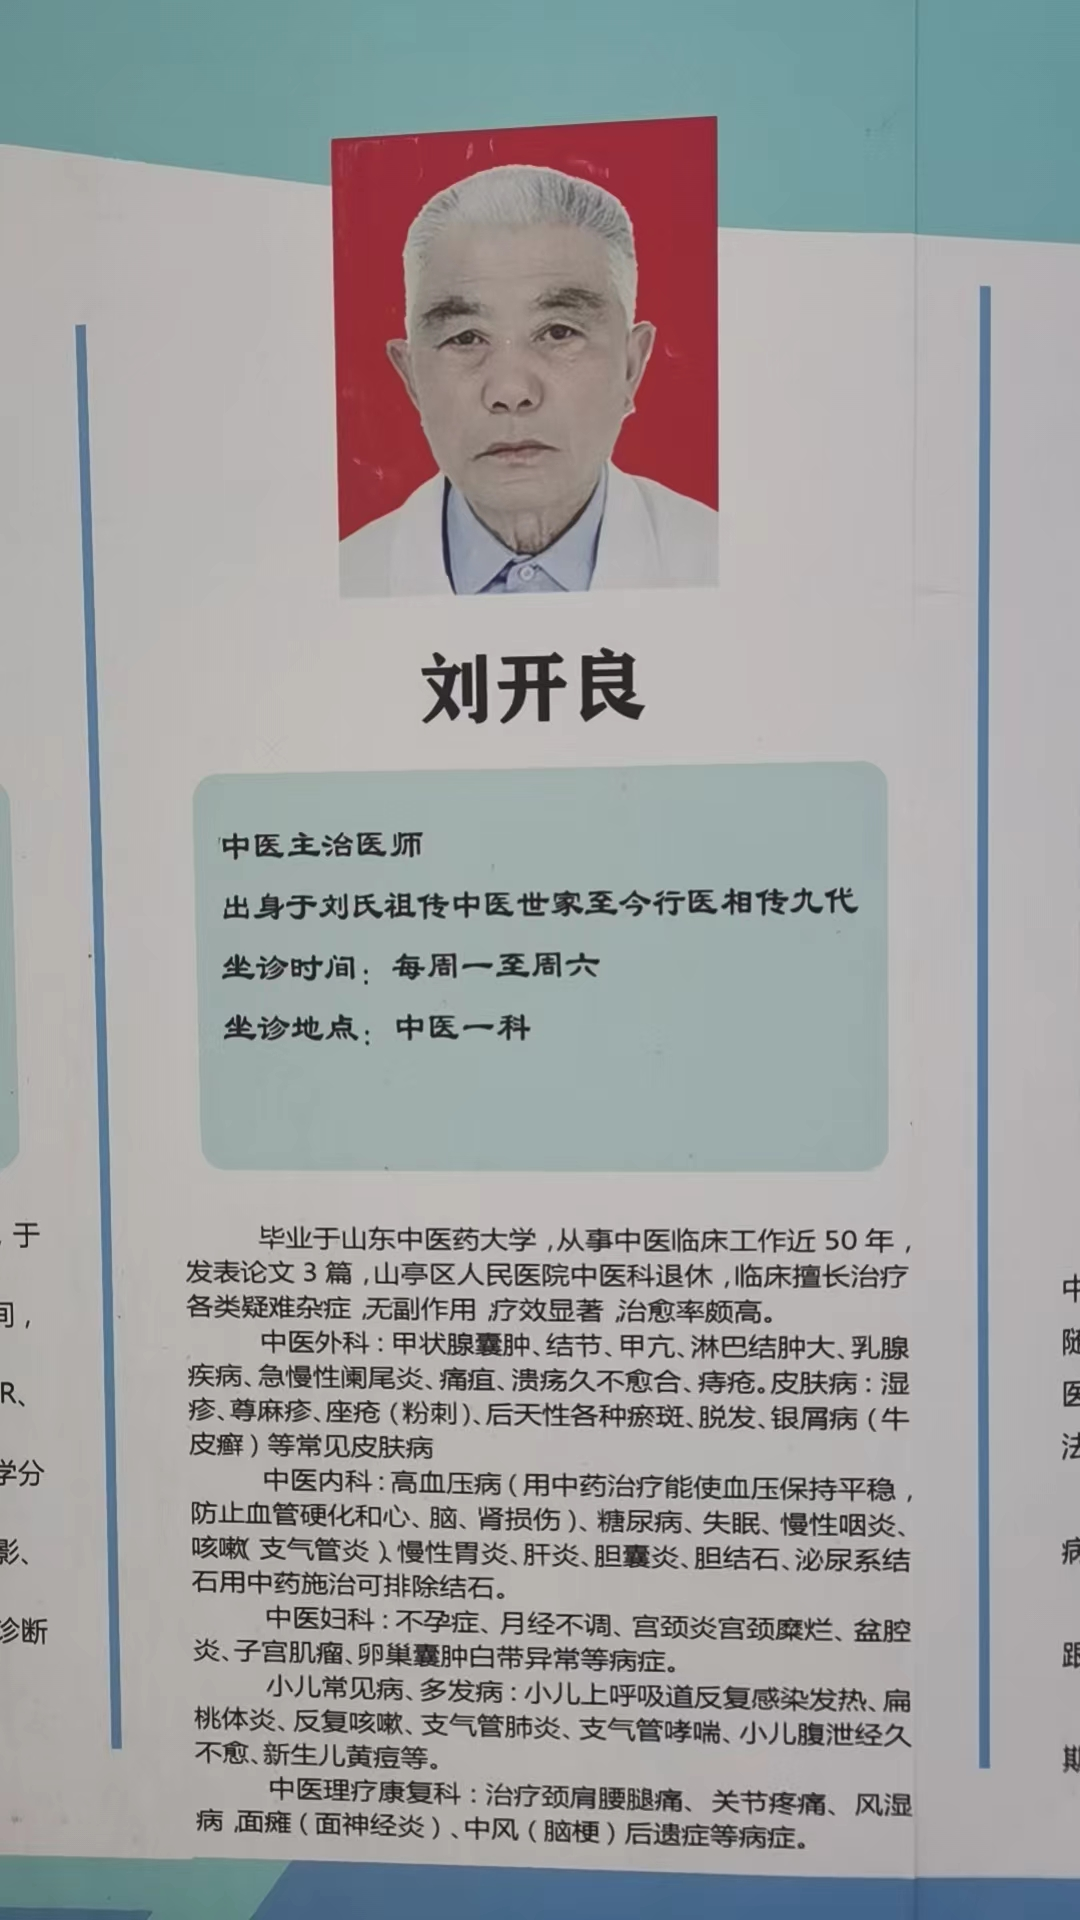 刘开良
中医主治医师
出身于刘氏祖传中医世家至今行医相传九代
坐诊时间：每周一至周六
坐诊地点：中医一科
毕业于山东中医药大学，从事中医临床工作近50年，
发表论文3篇，山亭区人民医院中医科退休，临床擅长治疗
各类疑难杂症，无副作用，疗效显著，治愈率颇高。
中医外科：甲状腺囊肿、结节、甲亢、淋巴结肿大、乳腺
疾病、急慢性阑尾炎、痛疽、溃疡久不愈合、痔疮。皮肤病：湿
疹、荨麻疹、座疮（粉刺）、后天性各种瘀斑、脱发、银屑病（牛
皮癣）等常见皮肤病
中医内科：高血压病（用中药治疗能使血压保持平稳，
防止血管硬化和心、脑、肾损伤）、糖尿病、失眠、慢性咽炎、
咳嗽（支气管炎）、慢性胃炎、肝炎、胆囊炎、胆结石、泌尿系结
石用中药施治可排除结石。
中医妇科：不孕症、月经不调、宫颈炎宫颈糜烂、盆腔
炎、子宫肌瘤、卵巢囊肿白带异常等病症。
小儿常见病、多发病：小儿上呼吸道反复感染发热、扁
桃体炎、反复咳嗽、支气管肺炎、支气管哮喘、小儿腹泄经久
不愈、新生儿黄痘等。
中医理疗康复科：治疗颈肩腰腿痛、关节疼痛、风湿
病，面瘫（面神经炎）、中风（脑梗）后遗症等病症。
，于
间，
R、
学分
影、
诊断
中
随
医
法
病
跟
期